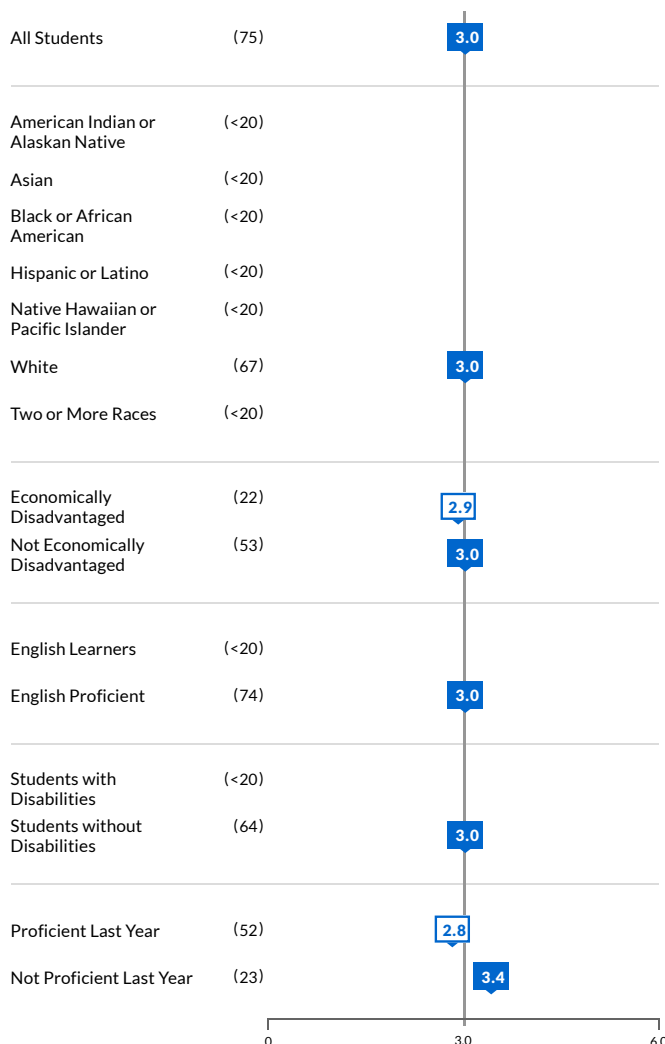 All Students (75) 3.0
American Indian or
Alaskan Native (<20)
Asian (<20)
Black or African
American (<20)
Hispanic or Latino (<20)
Native Hawaiian or
Pacific Islander (<20)
White (67) 3.0
Two or More Races (<20)
Economically
Disadvantaged (22) 2.9
Not Economically
Disadvantaged (53) 3.0
English Learners (<20)
English Proficient (74) 3.0
Students with
Disabilities (<20)
Students without
Disabilities (64) 3.0
Proficient Last Year (52) 2.8
Not Proficient Last Year (23) 3.4
0 3.0 6.0